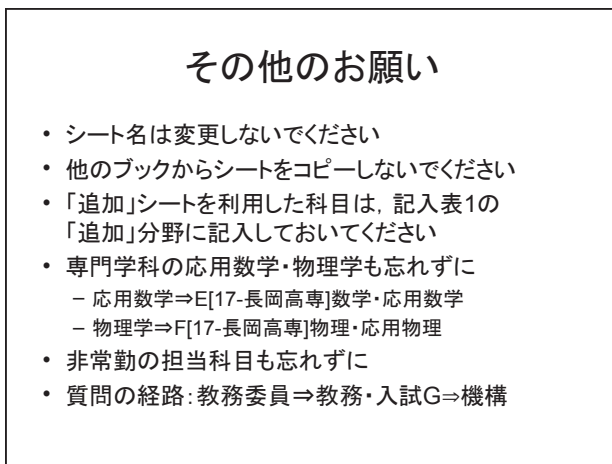 その他のお願い
• シート名は変更しないでください
• 他のブックからシートをコピーしないでください
• 「追加」シートを利用した科目は，記入表1の
「追加」分野に記入しておいてください
• 専門学科の応用数学・物理学も忘れずに
– 応用数学⇒E[17-長岡高専]数学・応用数学
– 物理学⇒F[17-長岡高専]物理・応用物理
• 非常勤の担当科目も忘れずに
• 質問の経路：教務委員⇒教務・入試G⇒機構